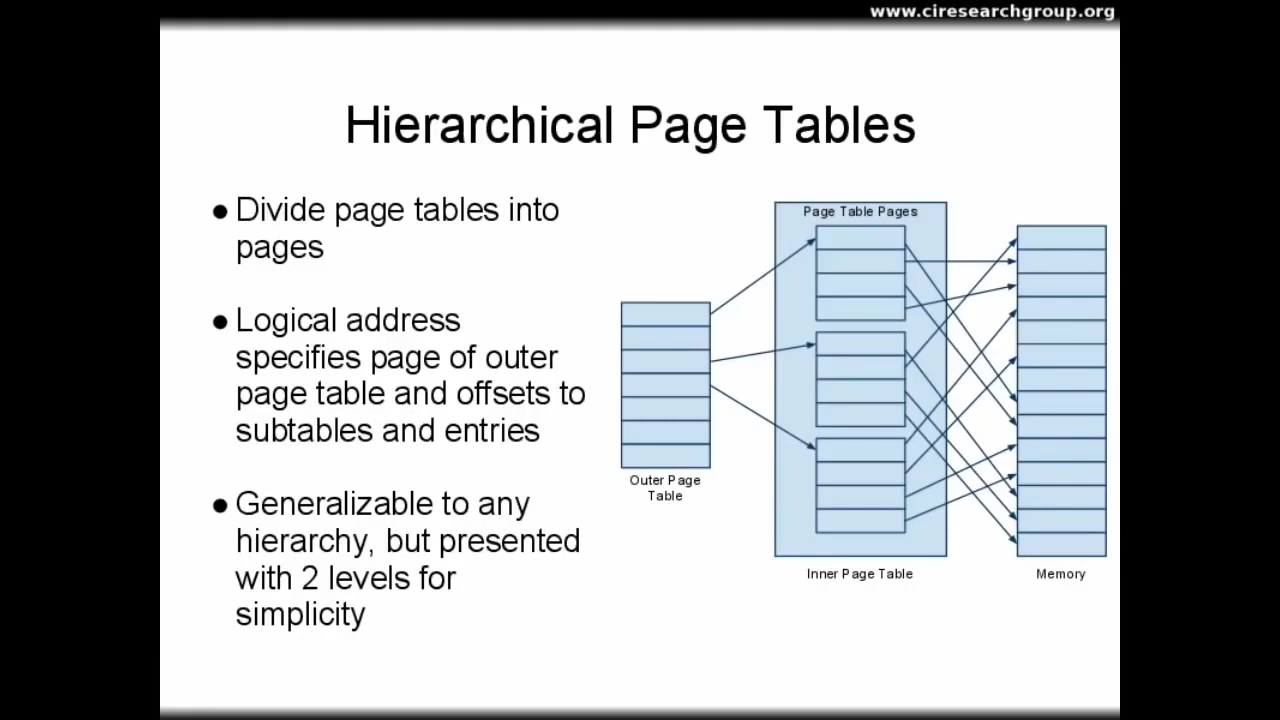 www.ciresearchgroup.org
Hierarchical Page Tables
● Divide page tables into
pages
● Logical address
specifies page of outer
page table and offsets to
subtables and entries
● Generalizable to any
hierarchy, but presented
with 2 levels for
simplicity
Page Table Pages
Outer Page
Table
Inner Page Table
Memory